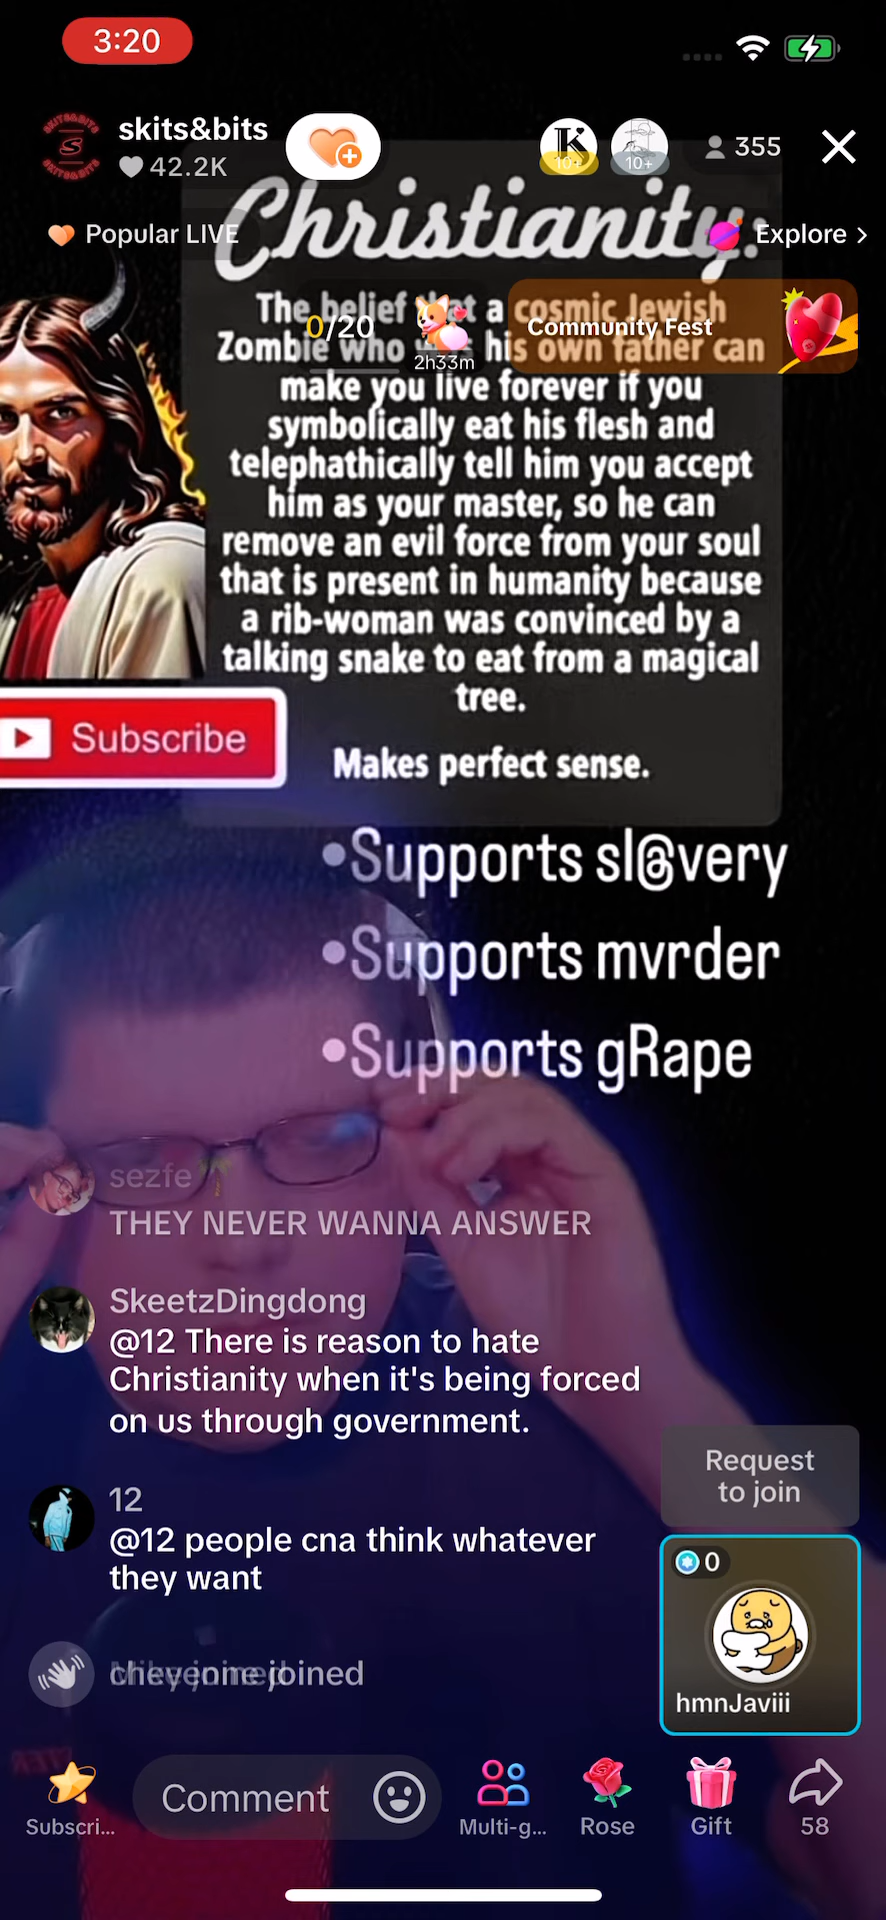 3:20
skits&bits
42.2K
10+
10+
355
Popular LIVE
Explore >
Christianity:
The belief that a cosmic Jewish
Zombie who was his own father can
0/20
2h33m
Community Fest
make you live forever if you
symbolically eat his flesh and
telephathically tell him you accept
him as your master, so he can
remove an evil force from your soul
that is present in humanity because
a rib-woman was convinced by a
talking snake to eat from a magical
tree.
Makes perfect sense.
Subscribe
•Supports sl@very
•Supports mvrder
•Supports gRape
sezfe
THEY NEVER WANNA ANSWER
SkeetzDingdong
@12 There is reason to hate
Christianity when it's being forced
on us through government.
12
@12 people cna think whatever
they want
joined
Request
to join
0
hmnJaviii
Subscri...
Comment
Multi-g...
Rose
Gift
58